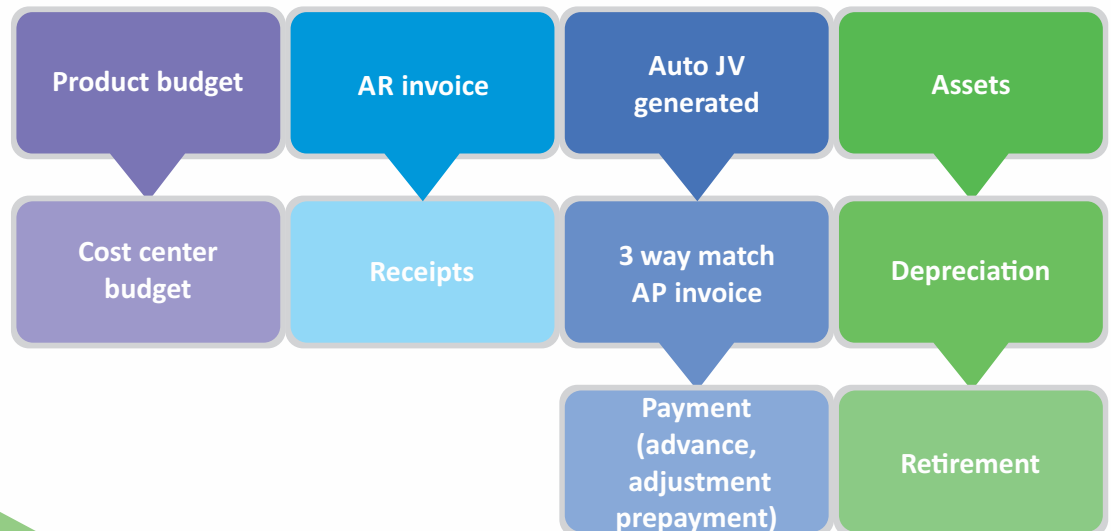 Product budget
AR invoice
Auto JV
generated
Assets
Cost center
budget
Receipts
3 way match
AP invoice
Depreciation
Payment
(advance,
adjustment
prepayment)
Retirement